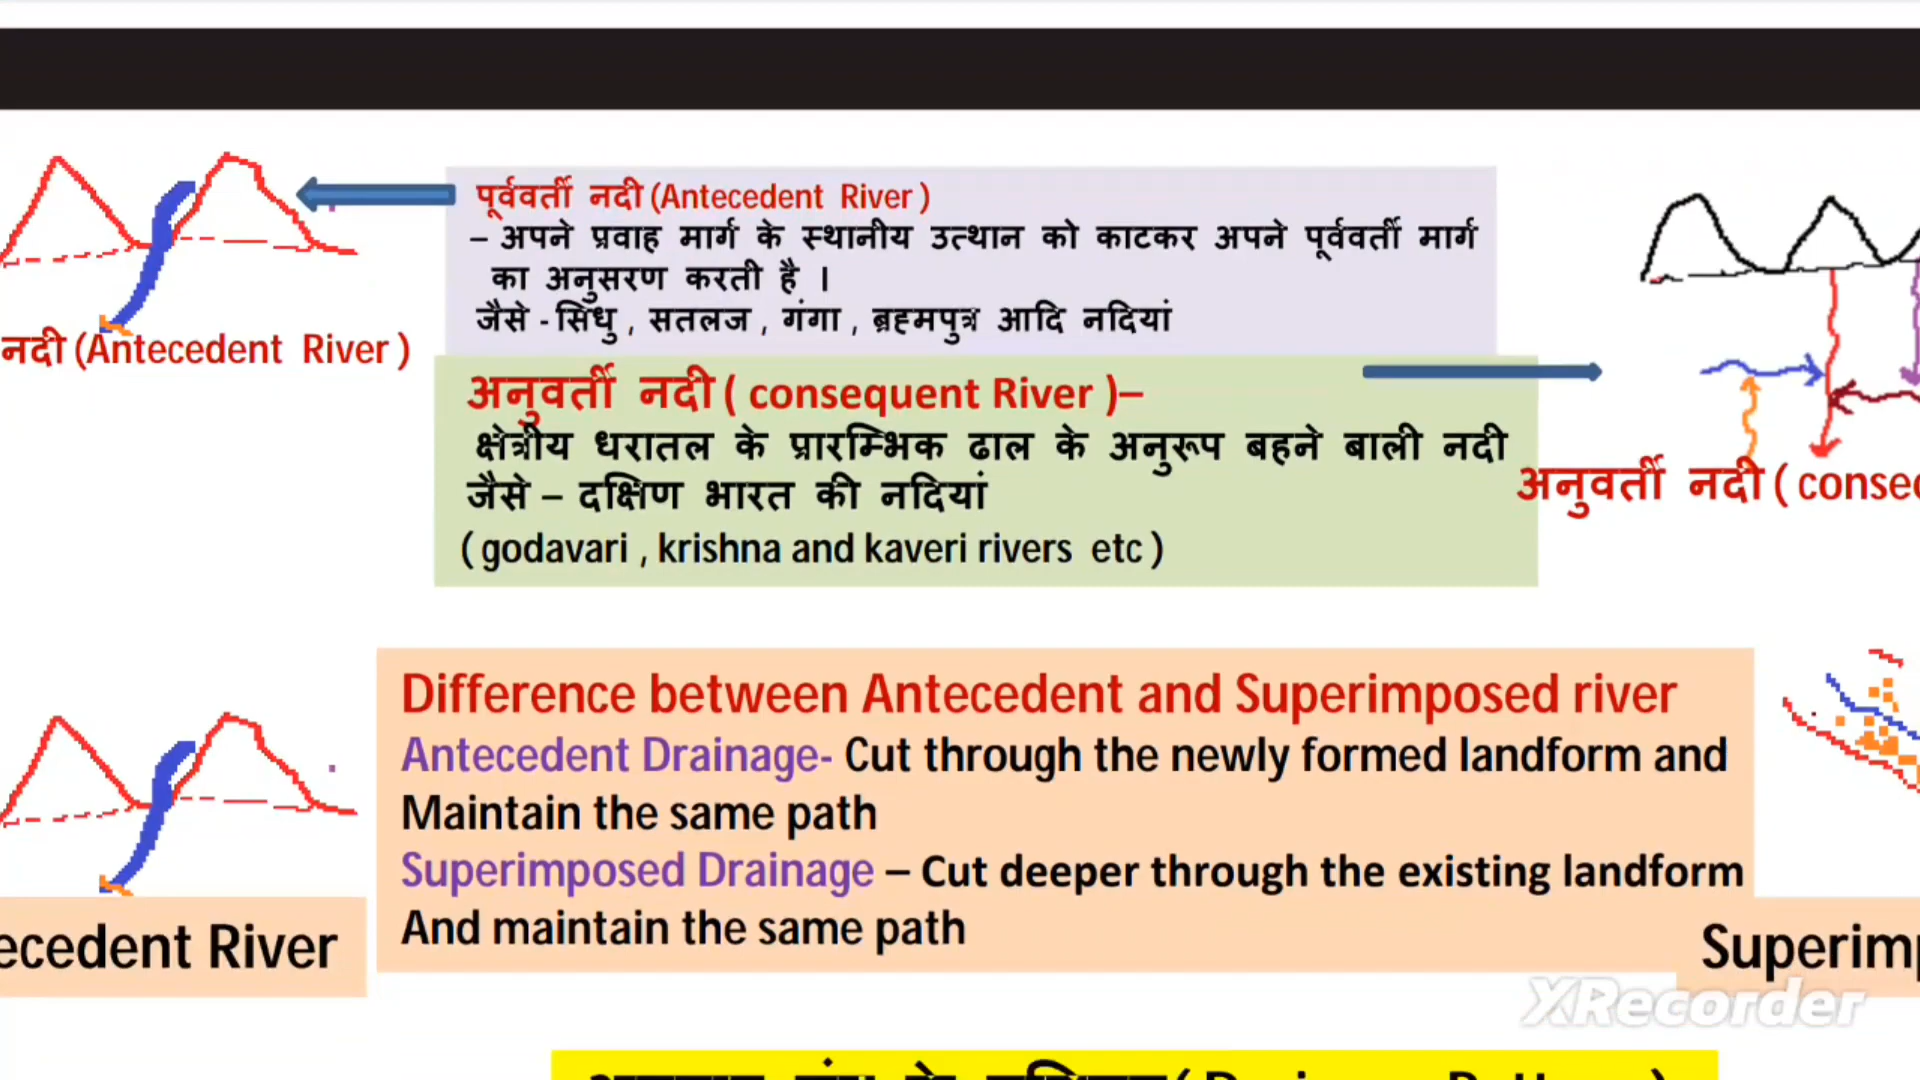 पूर्ववर्ती नदी (Antecedent River )
– अपने प्रवाह मार्ग के स्थानीय उत्थान को काटकर अपने पूर्ववर्ती मार्ग
का अनुसरण करती है ।
जैसे - सिंधु , सतलज , गंगा , ब्रह्मपुत्र आदि नदियां
नदी (Antecedent River )
अनुवर्ती नदी ( consequent River )–
क्षेत्रीय धरातल के प्रारम्भिक ढाल के अनुरूप बहने बाली नदी
जैसे – दक्षिण भारत की नदियां
( godavari , krishna and kaveri rivers etc )
अनुवर्ती नदी ( conse
Difference between Antecedent and Superimposed river
Antecedent Drainage- Cut through the newly formed landform and
Maintain the same path
Superimposed Drainage – Cut deeper through the existing landform
And maintain the same path
ecedent River
Superimp
XRecorder